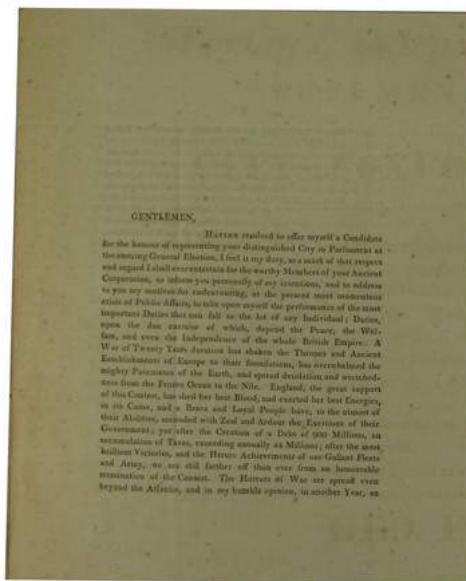 GENTLEMEN,
HAVING resolved to offer myself a Candidate
for the honour of representing your distinguished City in Parliament at
the ensuing General Election, I feel it my duty, as a mark of that respect
and regard I shall ever entertain for the worthy Members of your Ancient
Corporation, to inform you personally of my intentions, and to address
to you my motives for endeavouring, at the present most momentous
crisis of Public Affairs, to take upon myself the performance of the most
important Duties that can fall to the lot of any Individual; Duties,
upon the due exercise of which, depend the Peace, the Wel-
fare, and even the Independence of the whole British Empire. A
War of Twenty Years duration has shaken the Thrones and Ancient
Establishments of Europe to their foundations, has overwhelmed the
mighty Potentates of the Earth, and spread desolation and wretched-
ness from the Frozen Ocean to the Nile. England, the great support
of this Contest, has shed her best Blood, and exerted her best Energies,
in its Cause, and a Brave and Loyal People have, to the utmost of
their Abilities, seconded with Zeal and Ardour the Exertions of their
Government; yet after the Creation of a Debt of 900 Millions, an
accumulation of Taxes, exceeding annually Millions; after the most
brilliant Victories, and the Heroic Achievements of our Gallant Fleets
and Army, we are still farther off than ever from an honourable
termination of the Contest. The Horrors of War are spread even
beyond the Atlantic, and in my humble opinion, in another Year, an